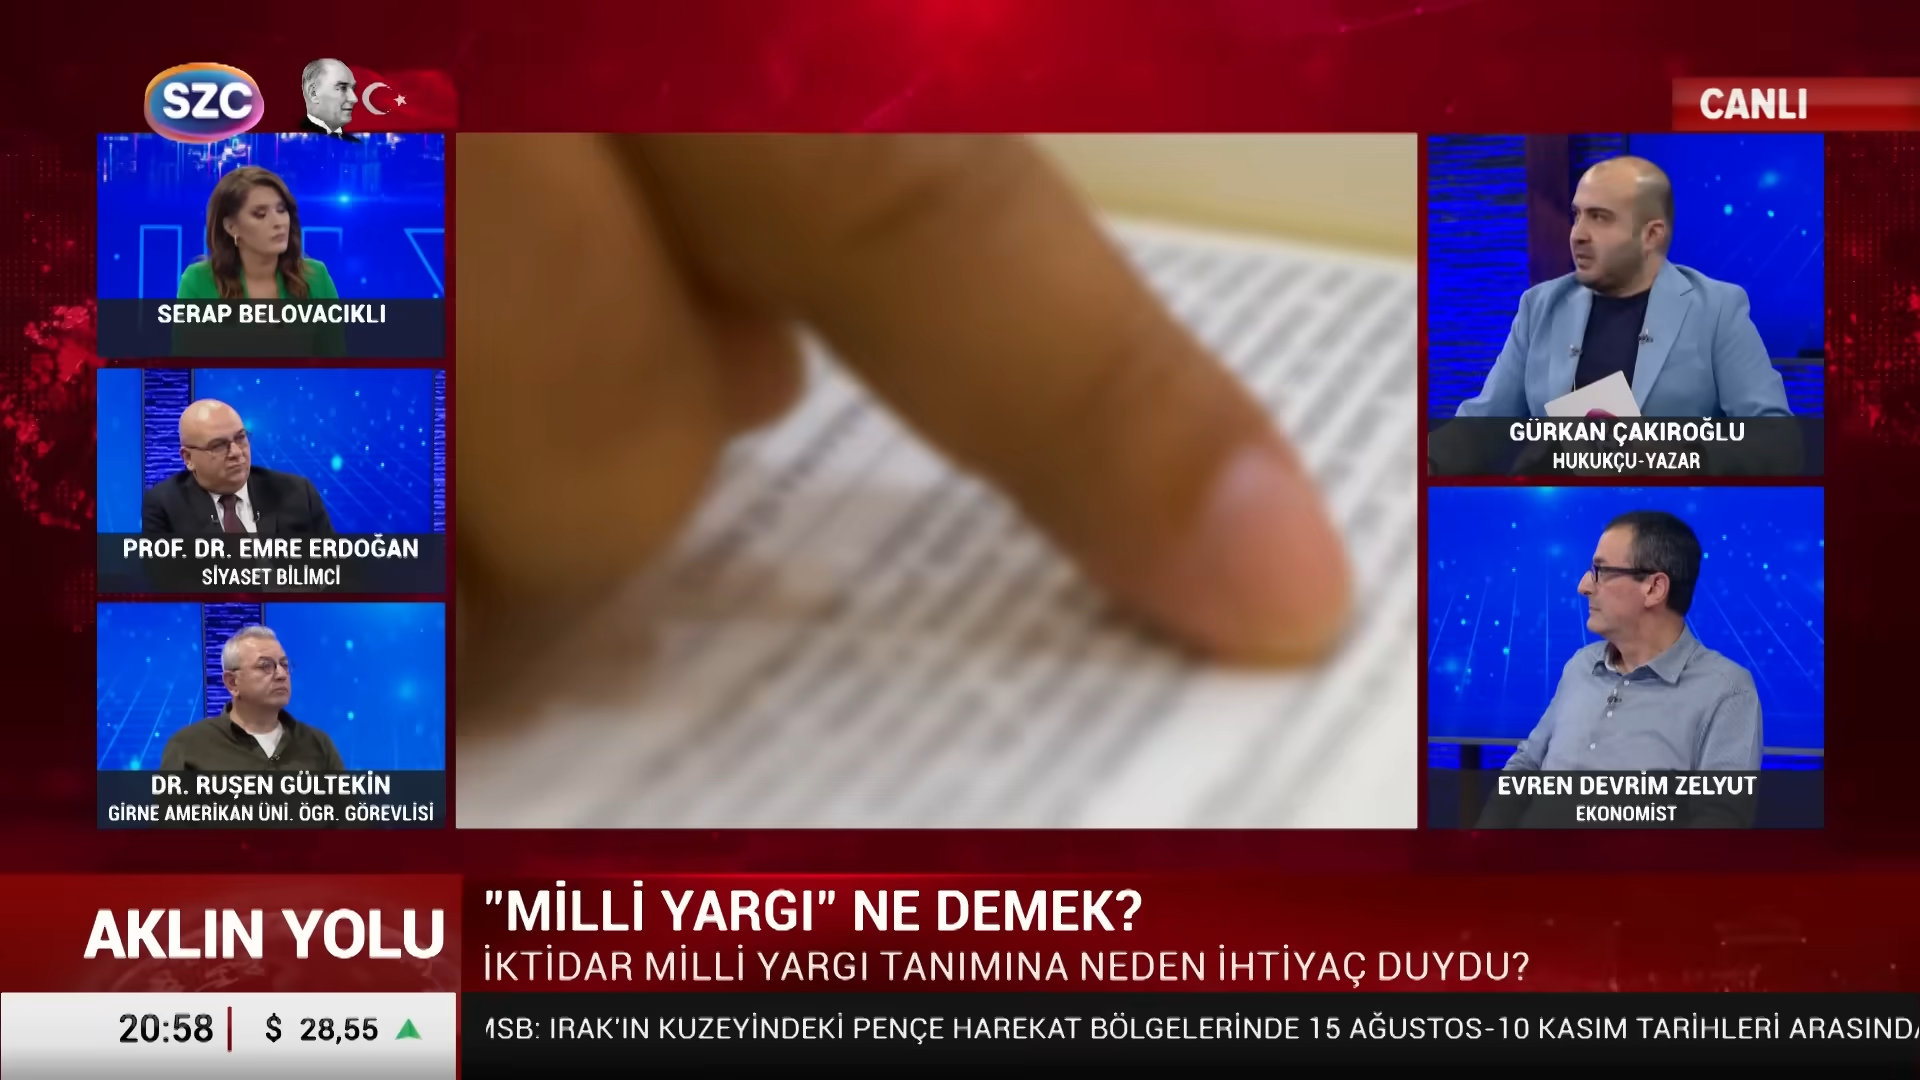 SZC
CANLI
SERAP BELOVACIKLI
PROF. DR. EMRE ERDOĞAN
SİYASET BİLİMCİ
DR. RUŞEN GÜLTEKİN
GİRNE AMERİKAN ÜNİ. ÖGR. GÖREVLİSİ
GÜRKAN ÇAKIROĞLU
HUKUKÇU-YAZAR
EVREN DEVRİM ZELYUT
EKONOMİST
AKLIN YOLU
"MİLLİ YARGI" NE DEMEK?
İKTİDAR MİLLİ YARGI TANIMINA NEDEN İHTİYAÇ DUYDU?
20:58 $ 28,55
MSB: IRAK'IN KUZEYİNDEKİ PENÇE HAREKAT BÖLGELERİNDE 15 AĞUSTOS-10 KASIM TARİHLERİ ARASINDA